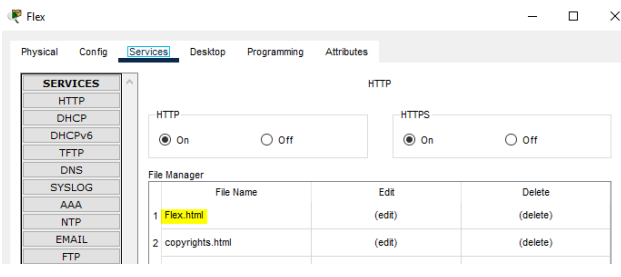 Flex
Physical Config Services Desktop Programming Attributes
SERVICES
HTTP
DHCP
DHCPv6
TFTP
DNS
SYSLOG
AAA
NTP
EMAIL
FTP
HTTP
HTTP
On Off
HTTPS
On Off
File Manager
File Name Edit Delete
1 Flex.html (edit) (delete)
2 copyrights.html (edit) (delete)